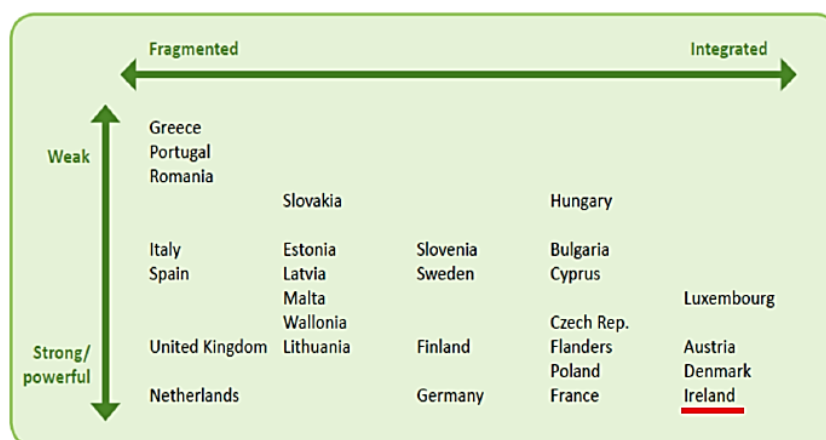 Fragmented Integrated
Greece
Weak Portugal
Romania
Slovakia Hungary
Italy Estonia Slovenia Bulgaria
Spain Latvia Sweden Cyprus
Malta Luxembourg
Wallonia Czech Rep.
Strong/ United Kingdom Lithuania Finland Flanders Austria
powerful Poland Denmark
Netherlands Germany France Ireland